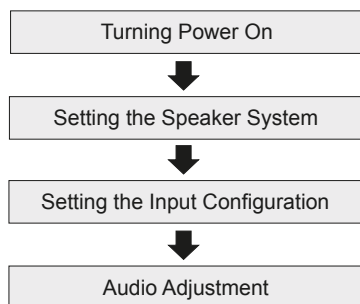 Turning Power On
Setting the Speaker System
Setting the Input Configuration
Audio Adjustment